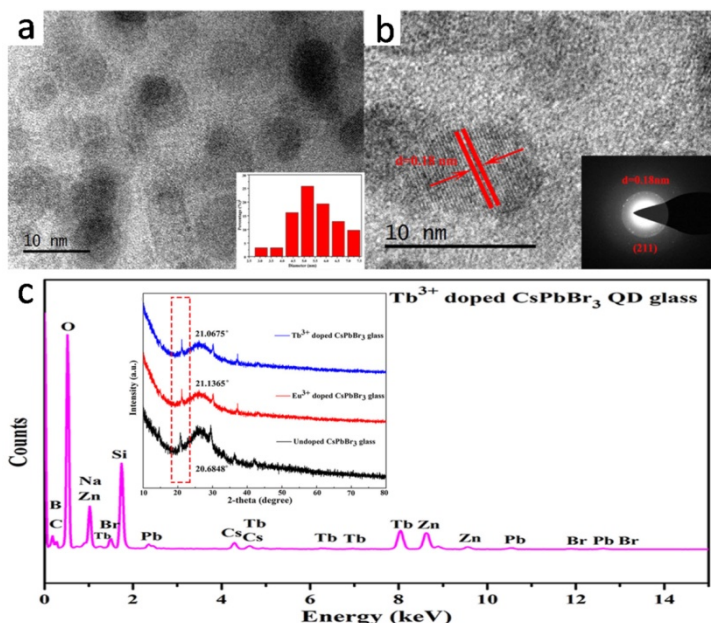 a
10 nm
Percentage (%)
Diameter (nm)
b
d=0.18 nm
10 nm
d=0.18nm
(211)
c
Tb3+ doped CsPbBr3 QD glass
Counts
Energy (keV)
0 2 4 6 8 10 12 14
O
B
C
Na
Zn
Tb
Br
Si
Pb
Cs
Tb
Cs
Tb
Tb
Tb
Zn
Zn
Pb
Br
Pb
Br
Intensity (a.u.)
21.0675°
Tb3+ doped CsPbBr3 glass
21.1365°
Eu3+ doped CsPbBr3 glass
Undoped CsPbBr3 glass
20.6848°
10 20 30 40 50 60 70 80
2-theta (degree)